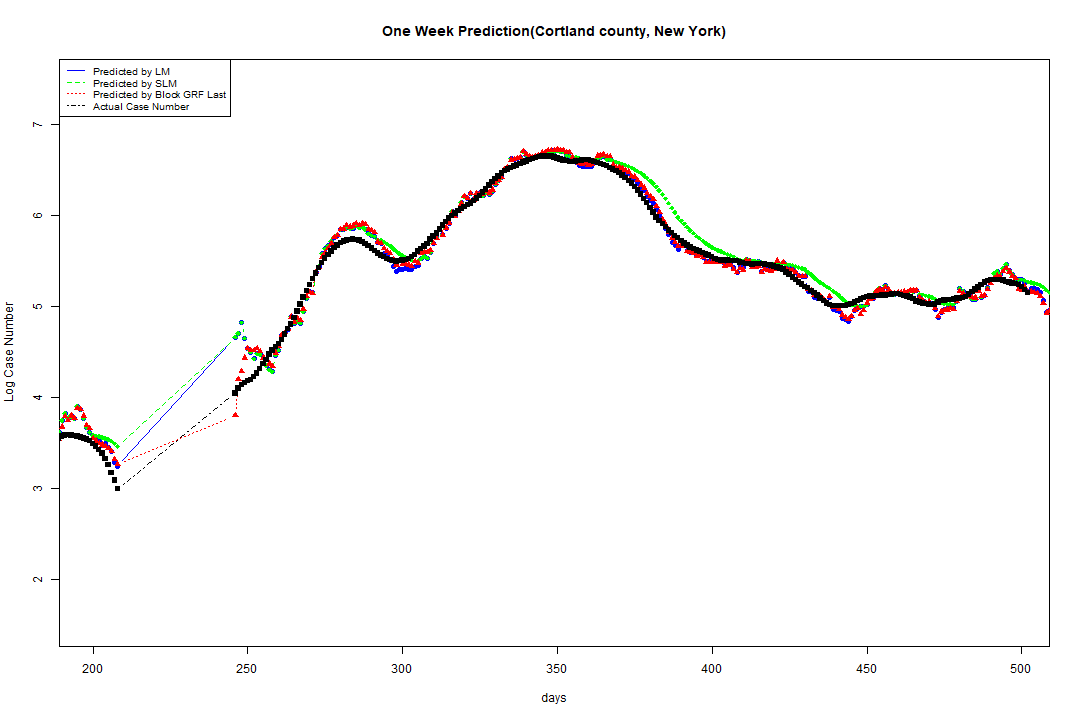 One Week Prediction(Cortland county, New York)
Predicted by LM
Predicted by SLM
Predicted by Block GRF Last
Actual Case Number
Log Case Number
7
6
5
4
3
2
200 250 300 350 400 450 500
days